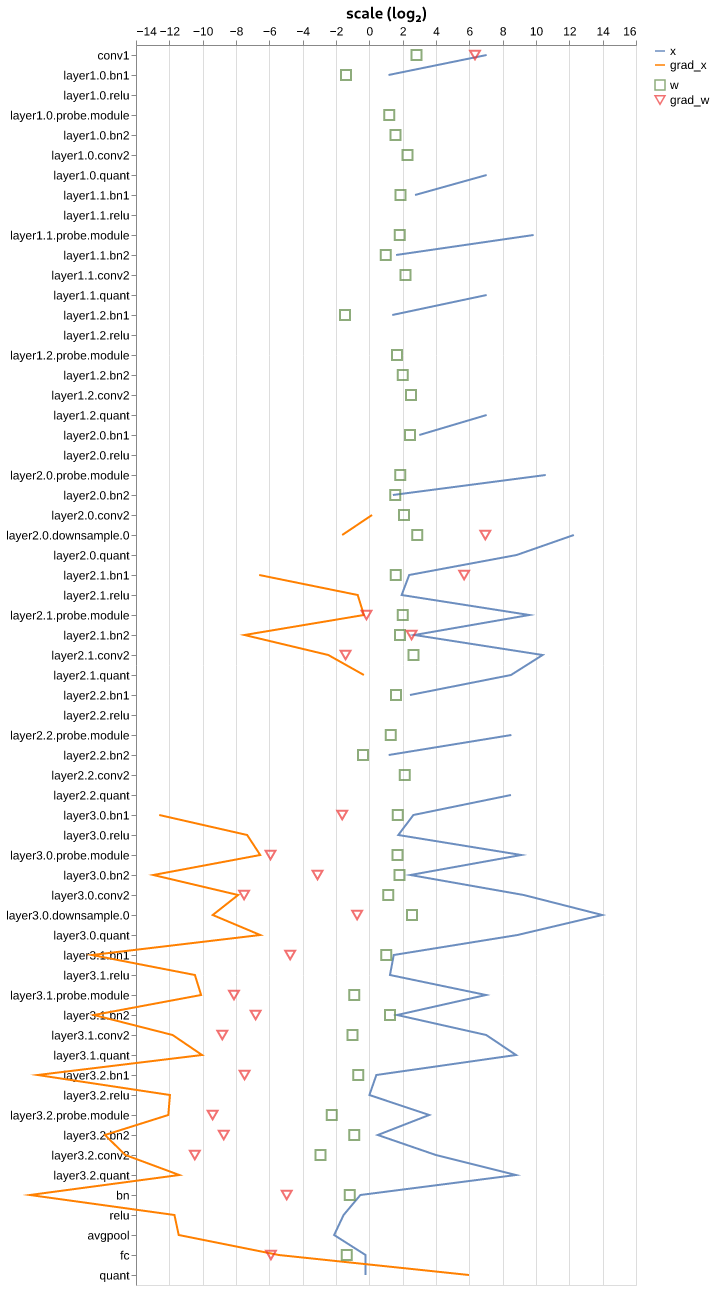 scale (log₂)
−14 −12 −10 −8 −6 −4 −2 0 2 4 6 8 10 12 14 16
x
grad_x
w
grad_w
conv1
layer1.0.bn1
layer1.0.relu
layer1.0.probe.module
layer1.0.bn2
layer1.0.conv2
layer1.0.quant
layer1.1.bn1
layer1.1.relu
layer1.1.probe.module
layer1.1.bn2
layer1.1.conv2
layer1.1.quant
layer1.2.bn1
layer1.2.relu
layer1.2.probe.module
layer1.2.bn2
layer1.2.conv2
layer1.2.quant
layer2.0.bn1
layer2.0.relu
layer2.0.probe.module
layer2.0.bn2
layer2.0.conv2
layer2.0.downsample.0
layer2.0.quant
layer2.1.bn1
layer2.1.relu
layer2.1.probe.module
layer2.1.bn2
layer2.1.conv2
layer2.1.quant
layer2.2.bn1
layer2.2.relu
layer2.2.probe.module
layer2.2.bn2
layer2.2.conv2
layer2.2.quant
layer3.0.bn1
layer3.0.relu
layer3.0.probe.module
layer3.0.bn2
layer3.0.conv2
layer3.0.downsample.0
layer3.0.quant
layer3.1.bn1
layer3.1.relu
layer3.1.probe.module
layer3.1.bn2
layer3.1.conv2
layer3.1.quant
layer3.2.bn1
layer3.2.relu
layer3.2.probe.module
layer3.2.bn2
layer3.2.conv2
layer3.2.quant
bn
relu
avgpool
fc
quant